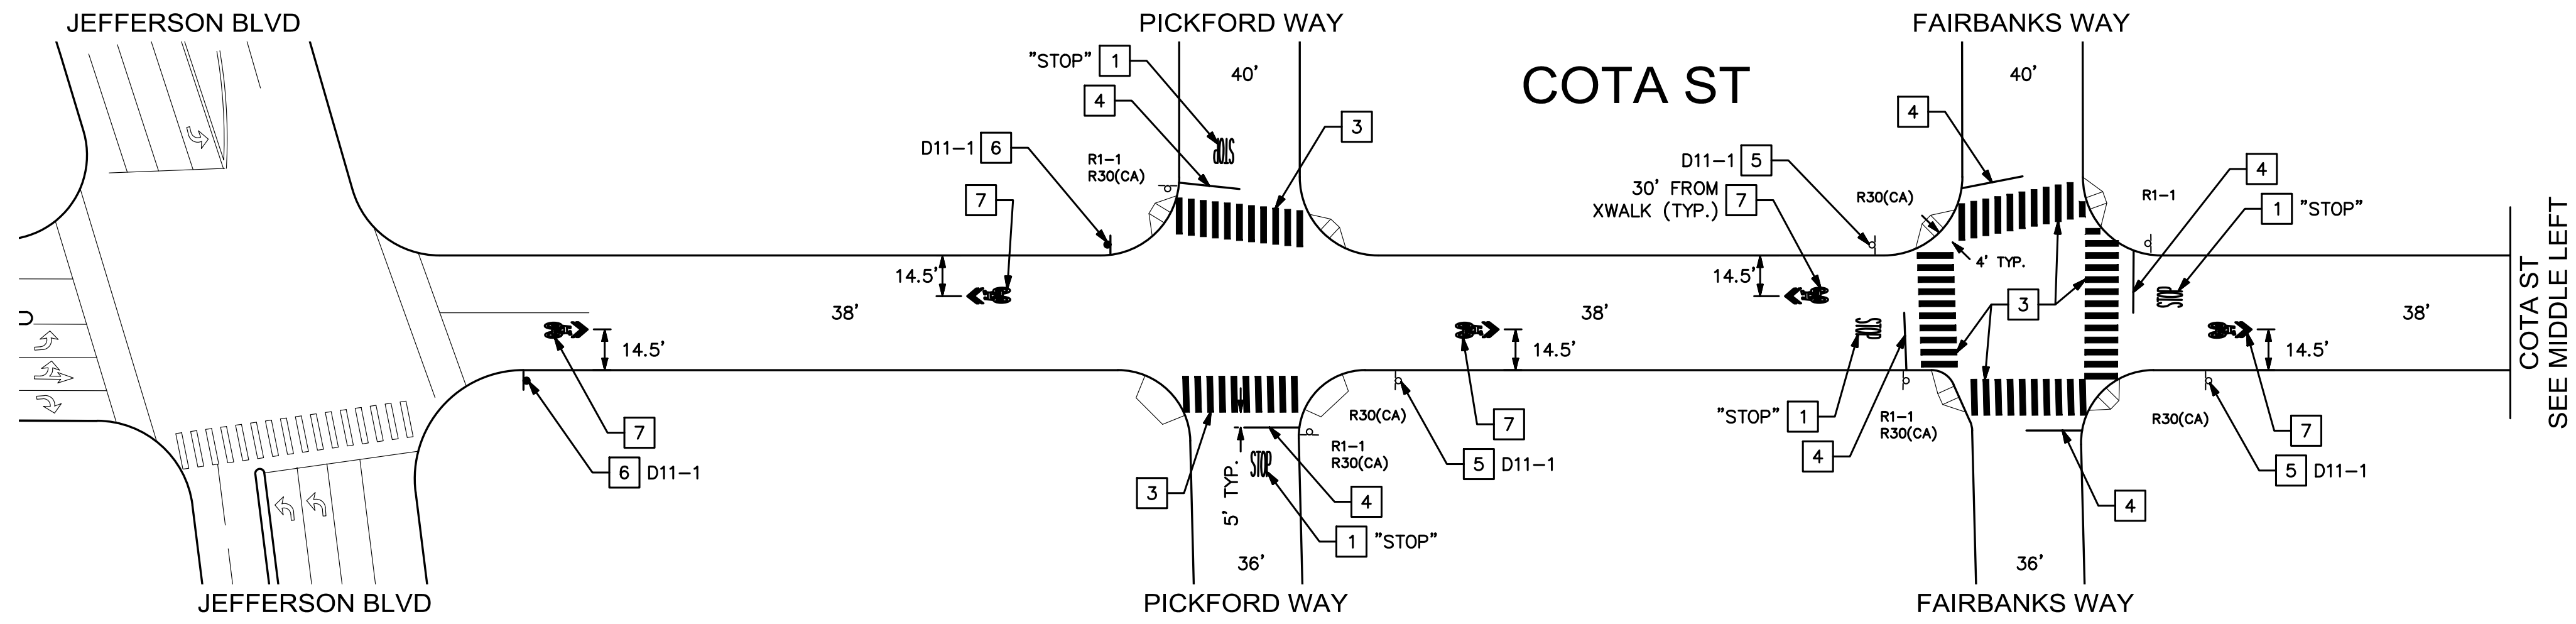 JEFFERSON BLVD
PICKFORD WAY
FAIRBANKS WAY
"STOP" 1
40'
COTA ST
40'
4
4
3
D11-1 6
R1-1
R30(CA)
STOP
D11-1 5
4
7
30' FROM
XWALK (TYP.) 7
R30(CA)
R1-1
1 "STOP"
4' TYP.
14.5'
14.5'
38'
38'
3
STOP
STOP
38'
COTA ST
SEE MIDDLE LEFT
14.5'
14.5'
14.5'
7
6 D11-1
R30(CA)
7
"STOP" 1
R1-1
R30(CA)
R30(CA)
7
3
5' TYP.
STOP
R1-1
R30(CA)
5 D11-1
4
5 D11-1
4
4
1 "STOP"
36'
36'
JEFFERSON BLVD
PICKFORD WAY
FAIRBANKS WAY